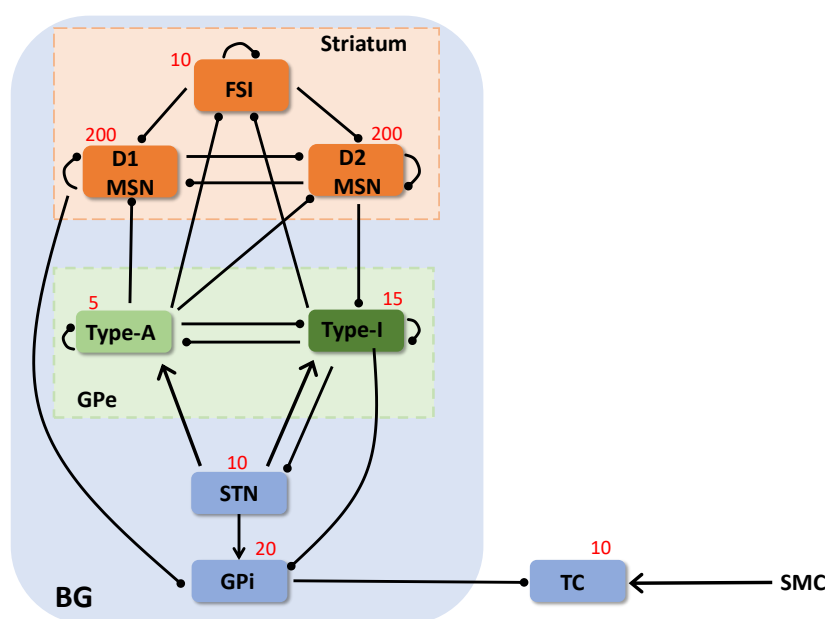 Striatum
10
FSI
200
D1
MSN
200
D2
MSN
5
Type-A
15
Type-I
GPe
10
STN
20
GPi
10
TC
SMC
BG